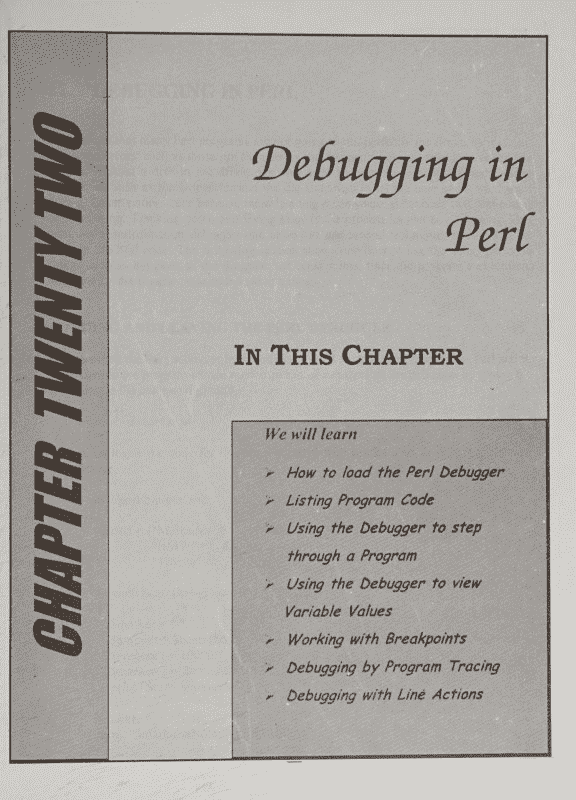 CHAPTER TWENTY TWO
Debugging in
Perl
IN THIS CHAPTER
We will learn
➢ How to load the Perl Debugger
➢ Listing Program Code
➢ Using the Debugger to step
through a Program
➢ Using the Debugger to view
Variable Values
➢ Working with Breakpoints
➢ Debugging by Program Tracing
➢ Debugging with Line Actions